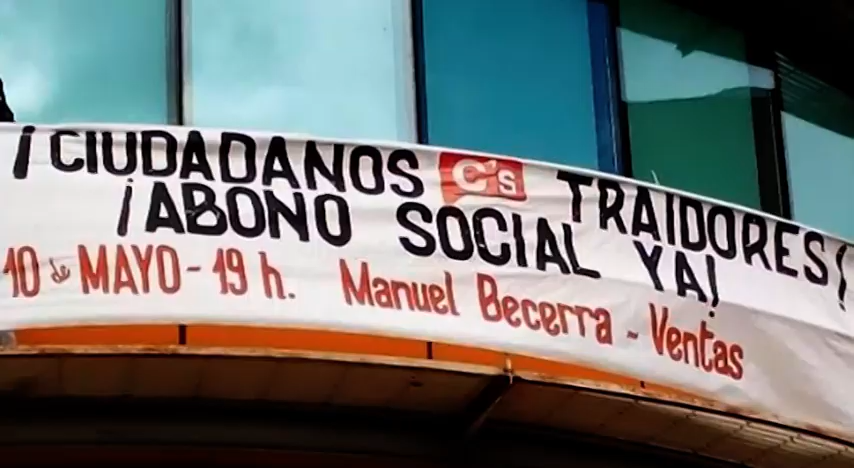 ¡CIUDADANOS C's TRAIDORES!
¡ABONO SOCIAL YA!
10 de MAYO - 19 h. Manuel Becerra - Ventas